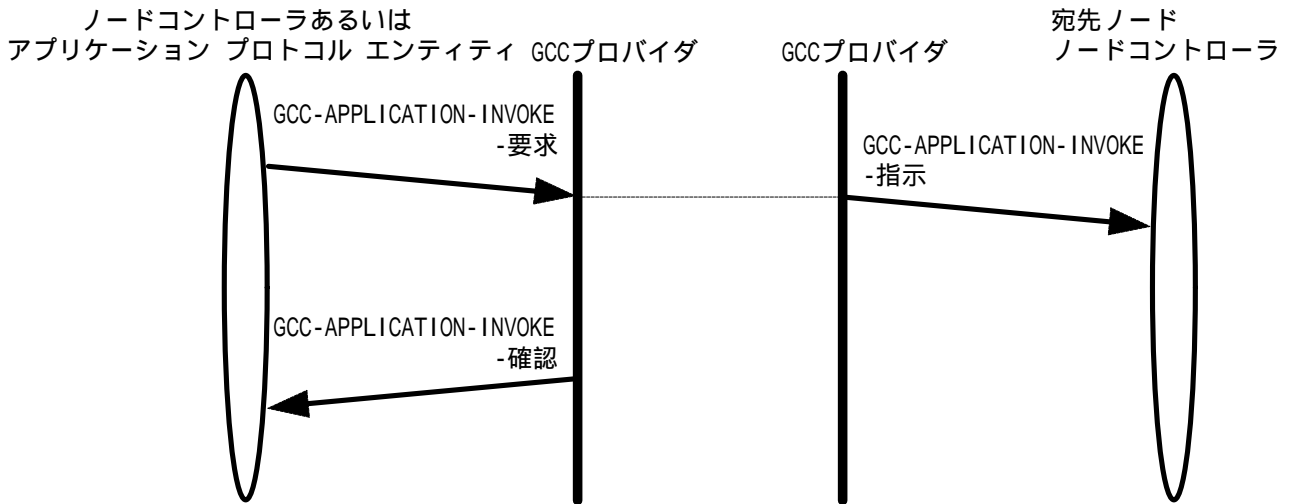 ノードコントローラあるいは
アプリケーション プロトコル エンティティ
GCCプロバイダ
GCCプロバイダ
宛先ノード
ノードコントローラ
GCC-APPLICATION-INVOKE
-要求
GCC-APPLICATION-INVOKE
-指示
GCC-APPLICATION-INVOKE
-確認